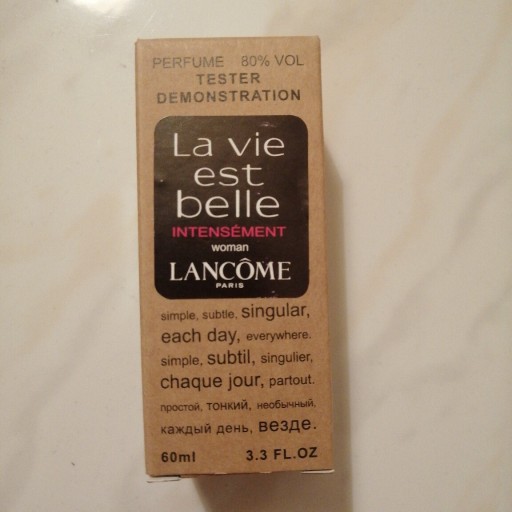 PERFUME 80% VOL
TESTER
DEMONSTRATION
La vie
est
belle
INTENSÉMENT
woman
LANCÔME
PARIS
simple, subtle, singular,
each day, everywhere.
simple, subtil, singulier,
chaque jour, partout.
простой, тонкий, необычный,
каждый день, везде.
60ml 3.3 FL.OZ